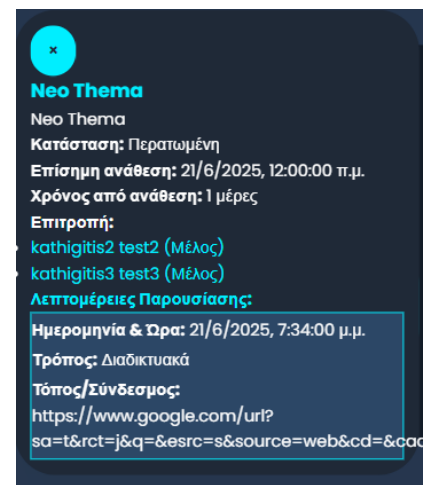 ×
Neo Thema
Neo Thema
Κατάσταση: Περατωμένη
Επίσημη ανάθεση: 21/6/2025, 12:00:00 π.μ.
Χρόνος από ανάθεση: 1 μέρες
Επιτροπή:
kathigitis2 test2 (Μέλος)
kathigitis3 test3 (Μέλος)
Λεπτομέρειες Παρουσίασης:
Ημερομηνία & Ώρα: 21/6/2025, 7:34:00 μ.μ.
Τρόπος: Διαδικτυακά
Τόπος/Σύνδεσμος:
https://www.google.com/url?
sa=t&rct=j&q=&esrc=s&source=web&cd=&cac